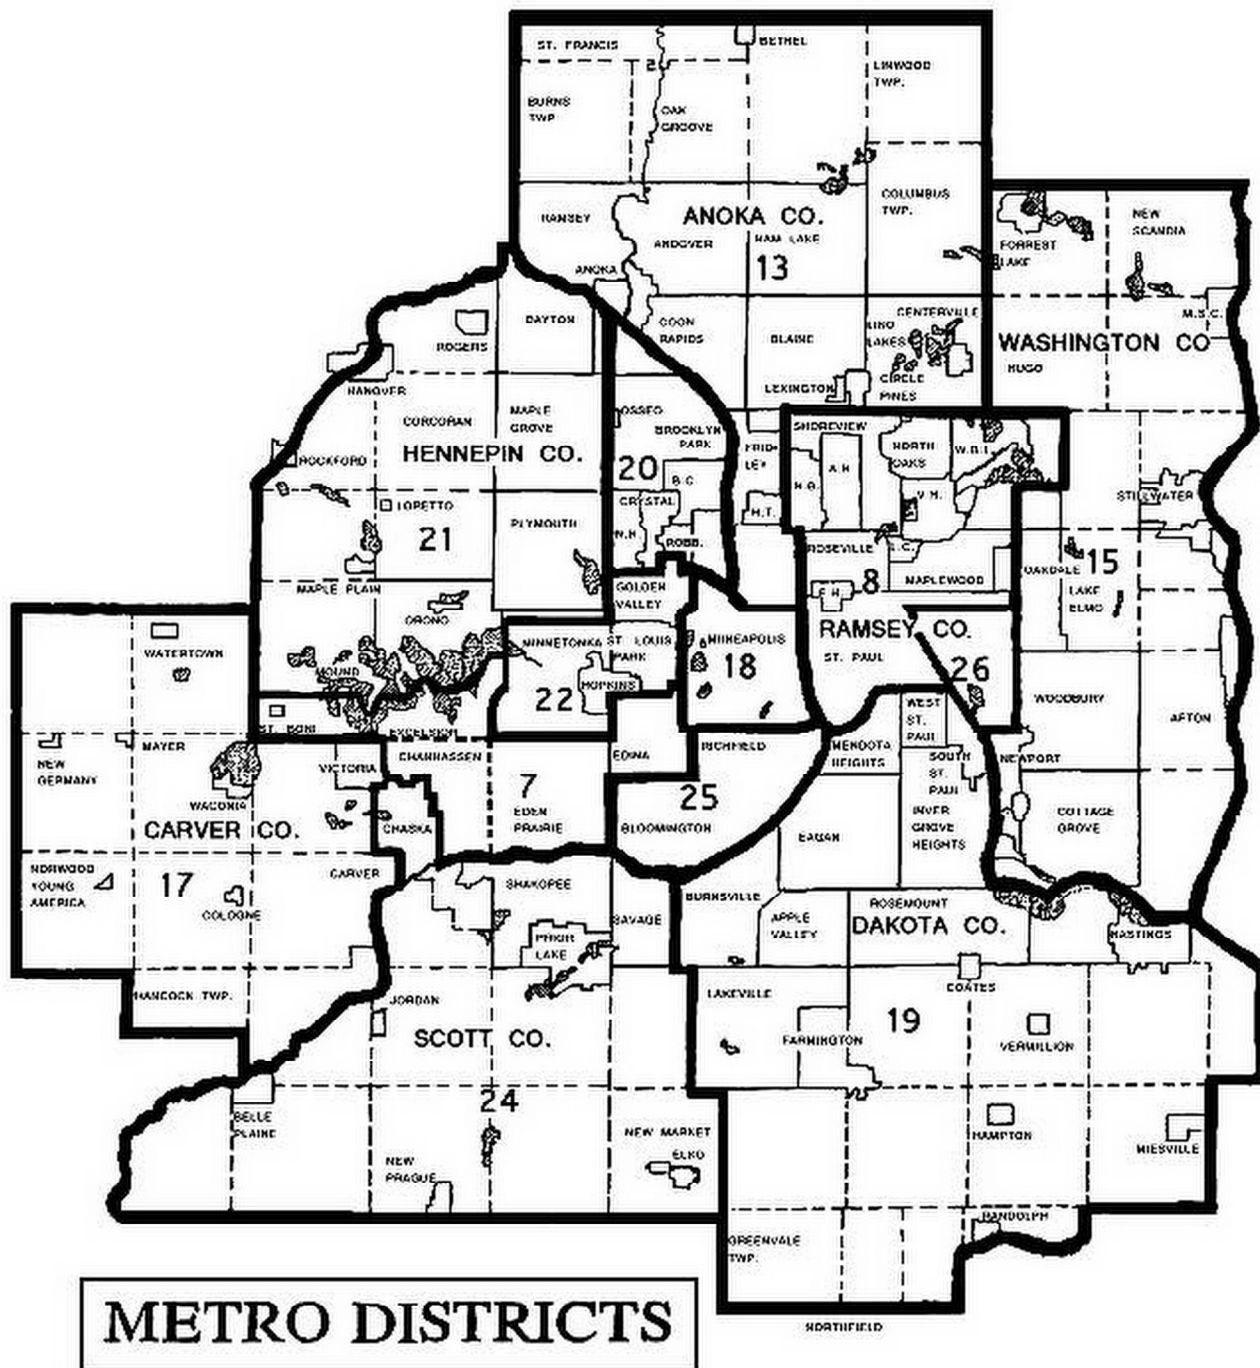 ST. FRANCIS
BETHEL
LINWOOD
TWP.
BURNS
TWP
OAK
GROOVE
COLUMBUS
TWP.
RAMSEY
ANOKA CO.
ANDOVER
HAM LAKE
13
ANOKA
NEW
SCANDIA
FORREST
LAKE
M.S.C.
WASHINGTON CO
HUGO
DAYTON
ROGERS
COON
RAPIDS
BLAINE
CENTERVILLE
LINO
LAKES
CIRCLE
PINES
LEXINGTON
HANOVER
CORCORAN
MAPLE
GROVE
HENNEPIN CO.
OSSEO
BROOKLYN
PARK
20
FRID-
LEY
SHOREVIEW
NORTH
OAKS
W.B.L.
A.H.
N.B.
V.H.
ROCKFORD
LORETTO
21
PLYMOUTH
B.C.
CRYSTAL
N.H.
ROBB.
H.T.
STILLWATER
ROSEVILLE
L.C.
8
MAPLEWOOD
F.H.
OAKDALE
15
LAKE
ELMO
MAPLE PLAIN
ORONO
GOLDEN
VALLEY
RAMSEY CO.
ST. PAUL
26
WATERTOWN
MOUND
MINNETONKA
ST. LOUIS
PARK
MIINEAPOLIS
18
22
HOPKINS
ST. BONI
EXCELSIOR
WEST
ST.
PAUL
WOODBURY
AFTON
MAYER
NEW
GERMANY
VICTORIA
CHANHASSEN
EDINA
RICHFIELD
MENDOTA
HEIGHTS
SOUTH
ST.
PAUL
NEWPORT
WACONIA
CARVER CO.
CHASKA
7
EDEN
PRAIRIE
25
BLOOMINGTON
EAGAN
INVER
GROVE
HEIGHTS
COTTAGE
GROVE
NORWOOD
YOUNG
AMERICA
17
COLOGNE
CARVER
SHAKOPEE
SAVAGE
BURNSVILLE
APPLE
VALLEY
ROSEMOUNT
DAKOTA CO.
HASTINGS
PRIOR
LAKE
HANCOCK TWP.
JORDAN
SCOTT CO.
LAKEVILLE
COATES
19
FARMINGTON
VERMILLION
24
BELLE
PLAINE
NEW MARKET
ELKO
NEW
PRAGUE
HAMPTON
MIESVILLE
RANDOLPH
GREENVALE
TWP.
NORTHFIELD
METRO DISTRICTS